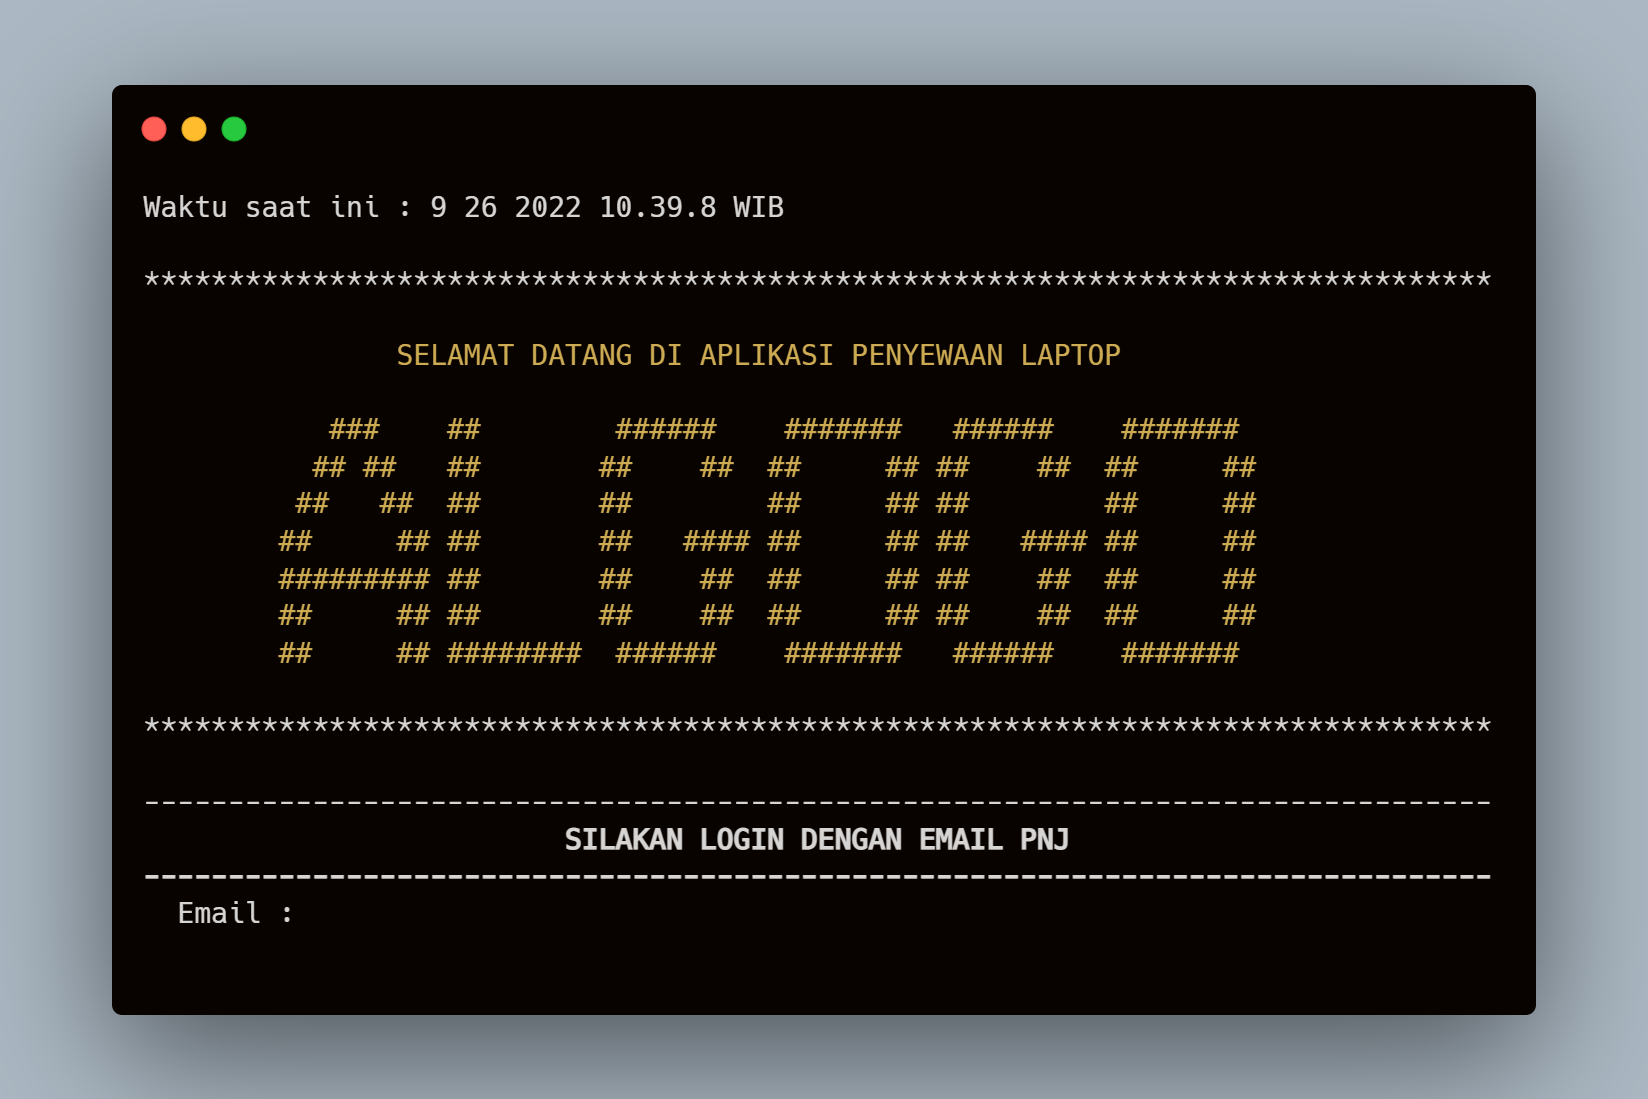 Waktu saat ini : 9 26 2022 10.39.8 WIB
********************************************************************************
SELAMAT DATANG DI APLIKASI PENYEWAAN LAPTOP
   ###    ##        ######    #######   ######    #######
  ## ##   ##       ##    ##  ##     ## ##    ##  ##     ##
 ##   ##  ##       ##        ##     ## ##        ##     ##
##     ## ##       ##   #### ##     ## ##   #### ##     ##
######### ##       ##    ##  ##     ## ##    ##  ##     ##
##     ## ##       ##    ##  ##     ## ##    ##  ##     ##
##     ## ########  ######    #######   ######    #######
********************************************************************************
--------------------------------------------------------------------------------
SILAKAN LOGIN DENGAN EMAIL PNJ
--------------------------------------------------------------------------------
Email :